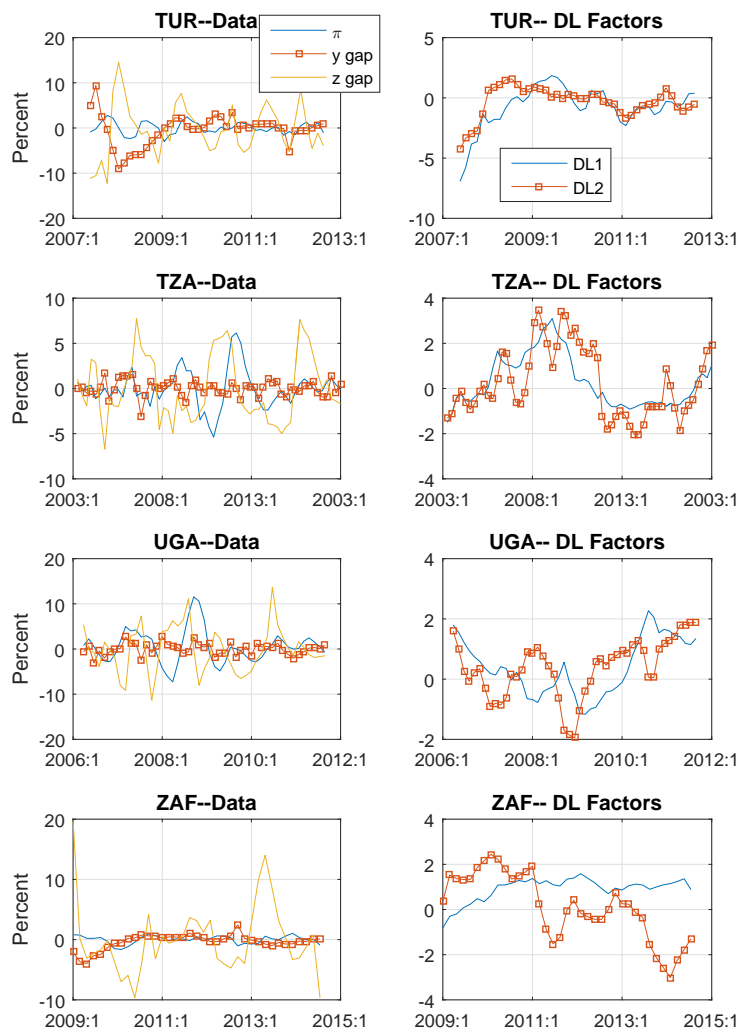 TUR--Data
π
y gap
z gap
Percent
20
10
0
-10
-20
2007:1 2009:1 2011:1 2013:1
TUR-- DL Factors
5
0
-5
-10
DL1
DL2
2007:1 2009:1 2011:1 2013:1
TZA--Data
Percent
10
5
0
-5
-10
2003:1 2008:1 2013:1 2003:1
TZA-- DL Factors
4
2
0
-2
-4
2003:1 2008:1 2013:1 2003:1
UGA--Data
Percent
20
10
0
-10
-20
2006:1 2008:1 2010:1 2012:1
UGA-- DL Factors
4
2
0
-2
2006:1 2008:1 2010:1 2012:1
ZAF--Data
Percent
20
10
0
-10
2009:1 2011:1 2013:1 2015:1
ZAF-- DL Factors
4
2
0
-2
-4
2009:1 2011:1 2013:1 2015:1